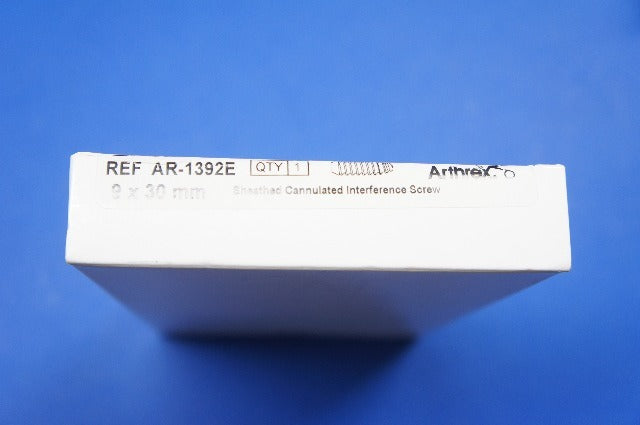 REF AR-1392E QTY 1 Arthrex
9 x 30 mm Sheathed Cannulated Interference Screw